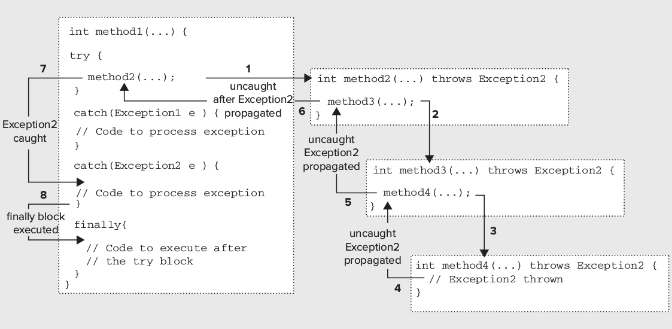 int method1(...) {
try {
method2(...);
}
catch(Exception1 e ) {
// Code to process exception
}
catch(Exception2 e ) {
// Code to process exception
}
finally{
// Code to execute after
// the try block
}
}
7
Exception2
caught
8
finally block
executed
1
uncaught
after Exception2
propagated
6
int method2(...) throws Exception2 {
method3(...);
}
2
uncaught
Exception2
propagated
5
int method3(...) throws Exception2 {
method4(...);
}
3
uncaught
Exception2
propagated
4
int method4(...) throws Exception2 {
// Exception2 thrown
}